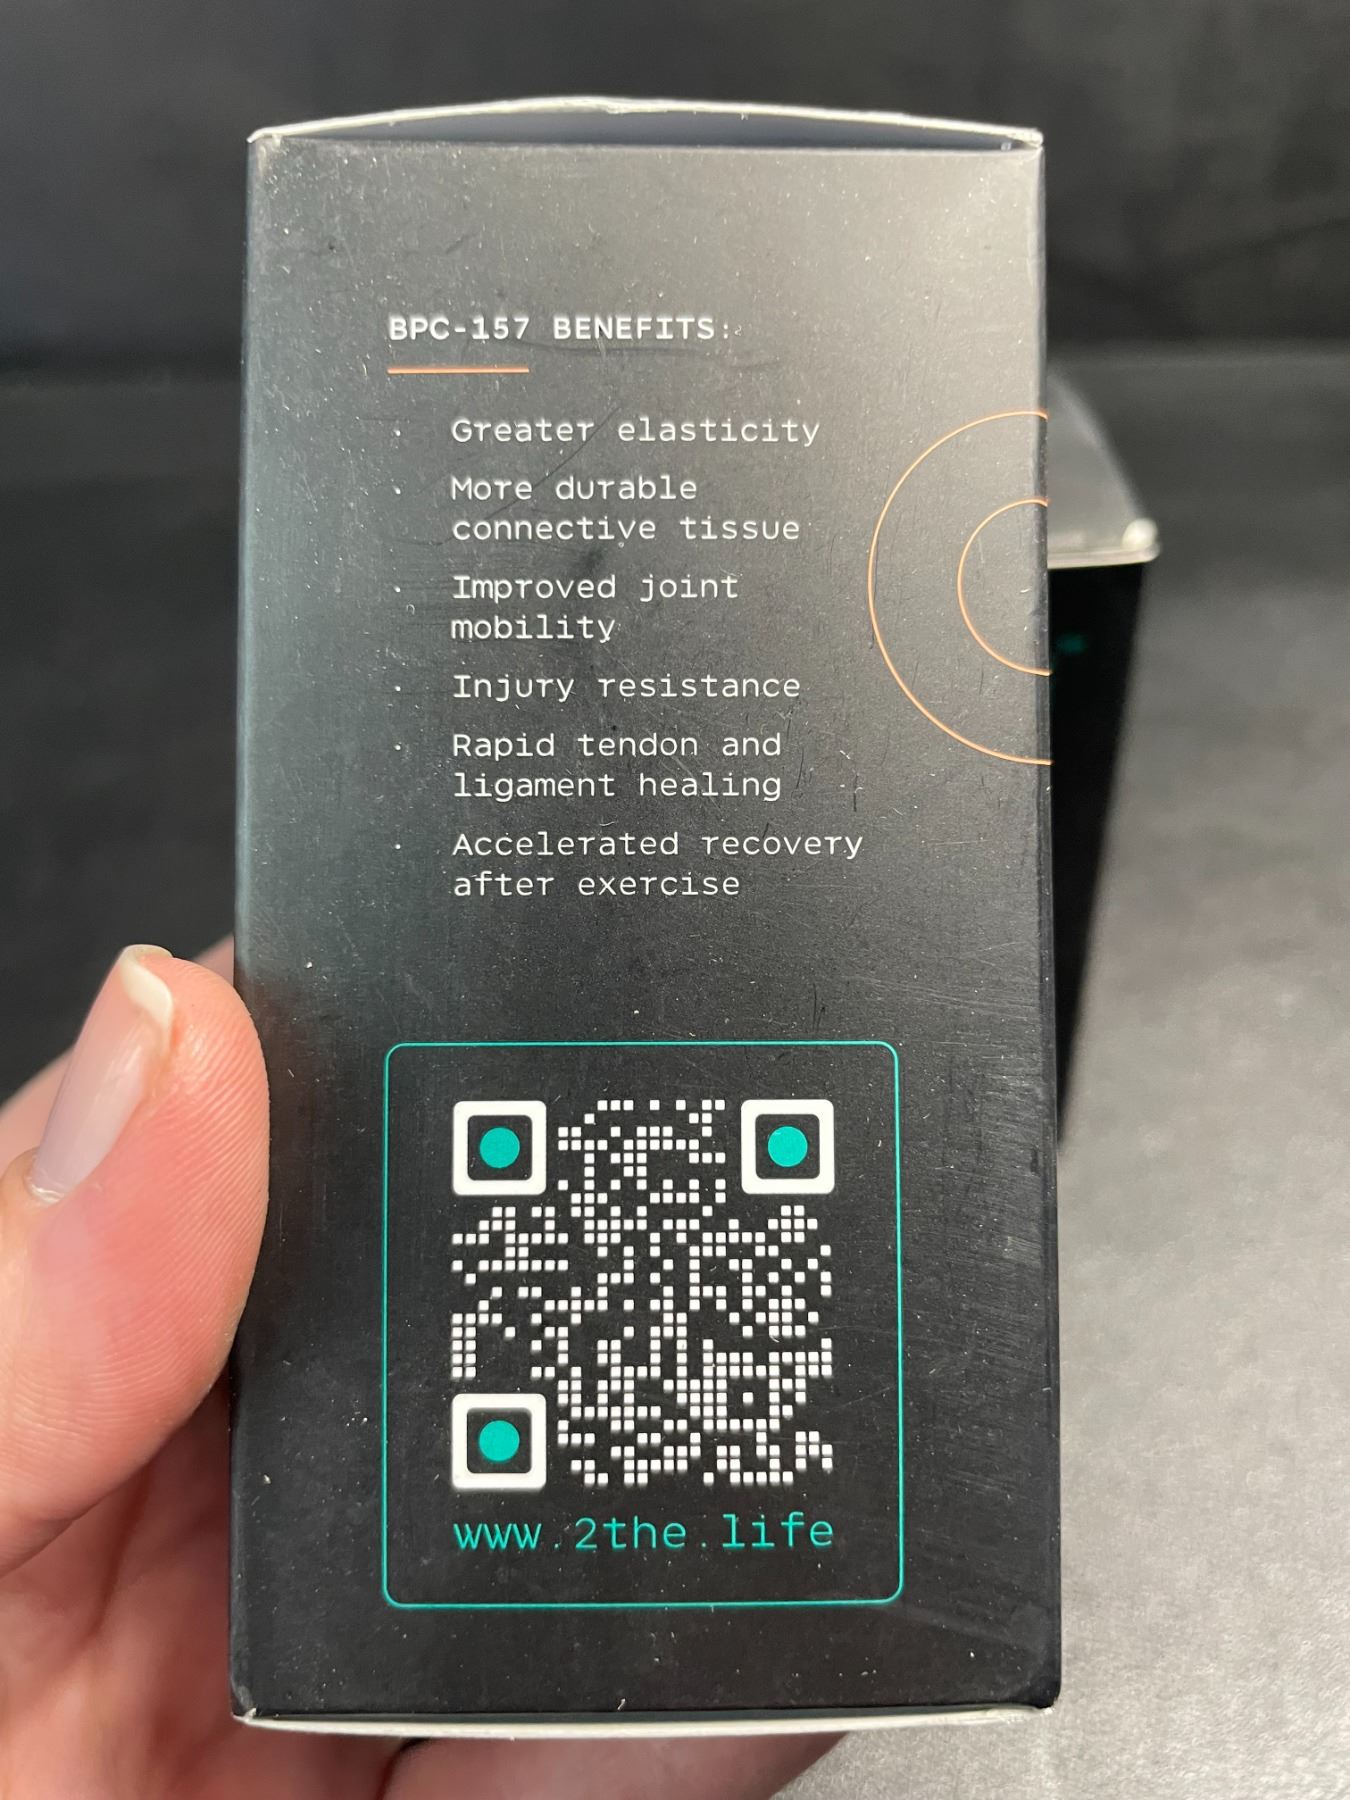 BPC-157 BENEFITS:
· Greater elasticity
· More durable
connective tissue
· Improved joint
mobility
· Injury resistance
· Rapid tendon and
ligament healing
· Accelerated recovery
after exercise
www.2the.life